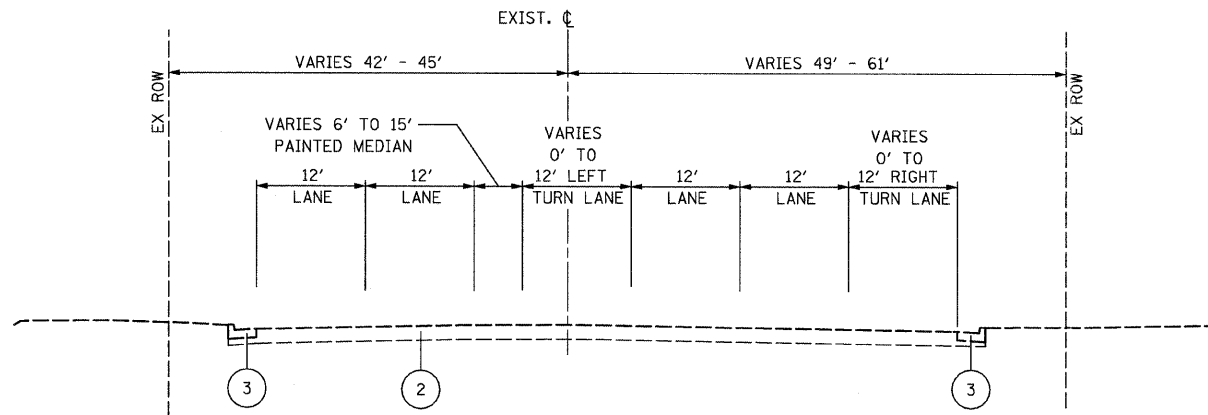 EXIST. ℄
VARIES 42' - 45'
VARIES 49' - 61'
EX ROW
EX ROW
VARIES 6' TO 15'
PAINTED MEDIAN
VARIES
0' TO
12' LEFT
TURN LANE
VARIES
0' TO
12' RIGHT
TURN LANE
12'
LANE
12'
LANE
12'
LANE
12'
LANE
3
2
3